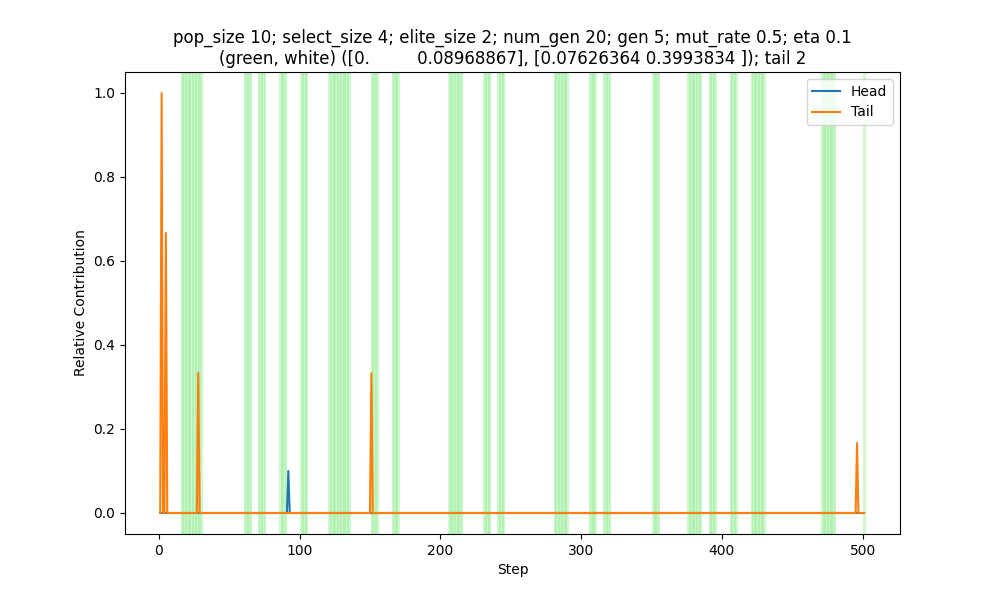 pop_size 10; select_size 4; elite_size 2; num_gen 20; gen 5; mut_rate 0.5; eta 0.1
(green, white) ([0.          0.08968867], [0.07626364 0.3993834 ]); tail 2
Head
Tail
1.0
0.8
0.6
0.4
0.2
0.0
Relative Contribution
0 100 200 300 400 500
Step